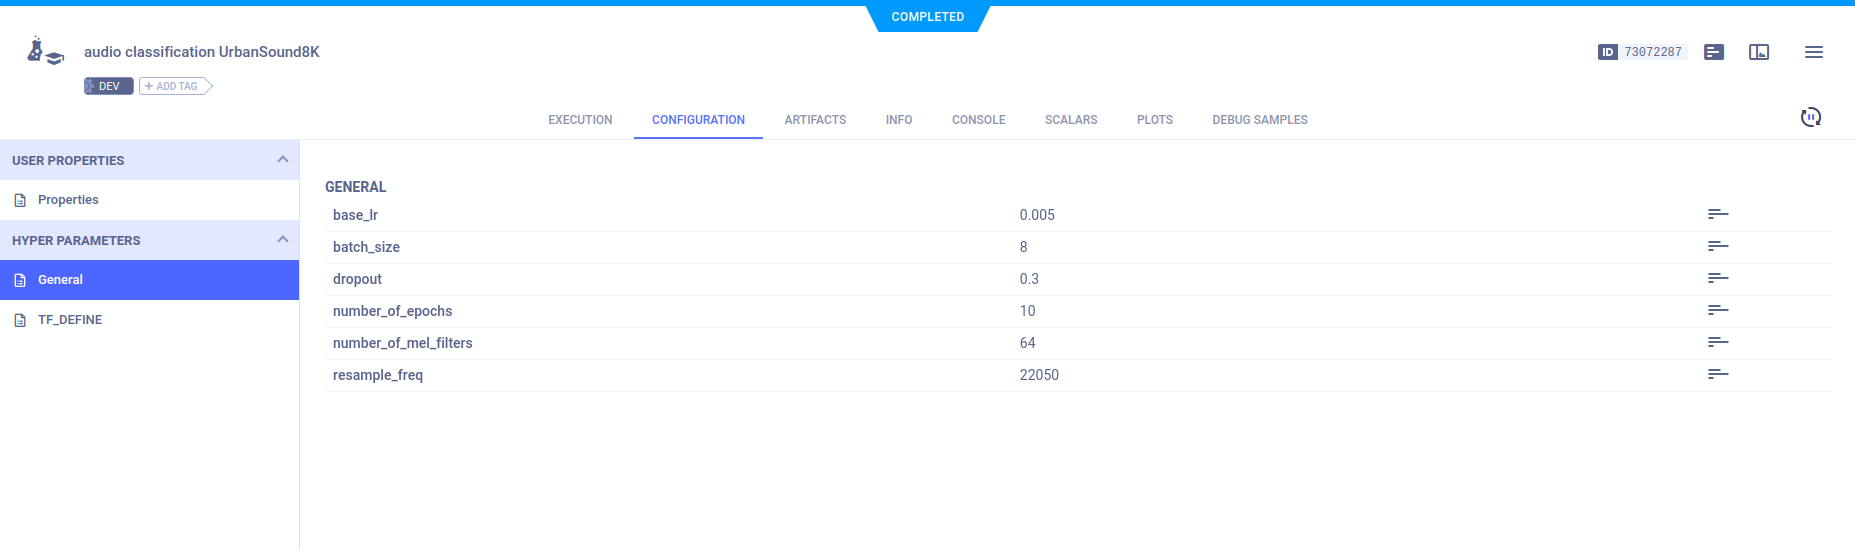 COMPLETED
audio classification UrbanSound8K
ID 73072287
DEV
+ ADD TAG
EXECUTION CONFIGURATION ARTIFACTS INFO CONSOLE SCALARS PLOTS DEBUG SAMPLES
USER PROPERTIES
Properties
HYPER PARAMETERS
General
TF_DEFINE
GENERAL
base_lr 0.005
batch_size 8
dropout 0.3
number_of_epochs 10
number_of_mel_filters 64
resample_freq 22050